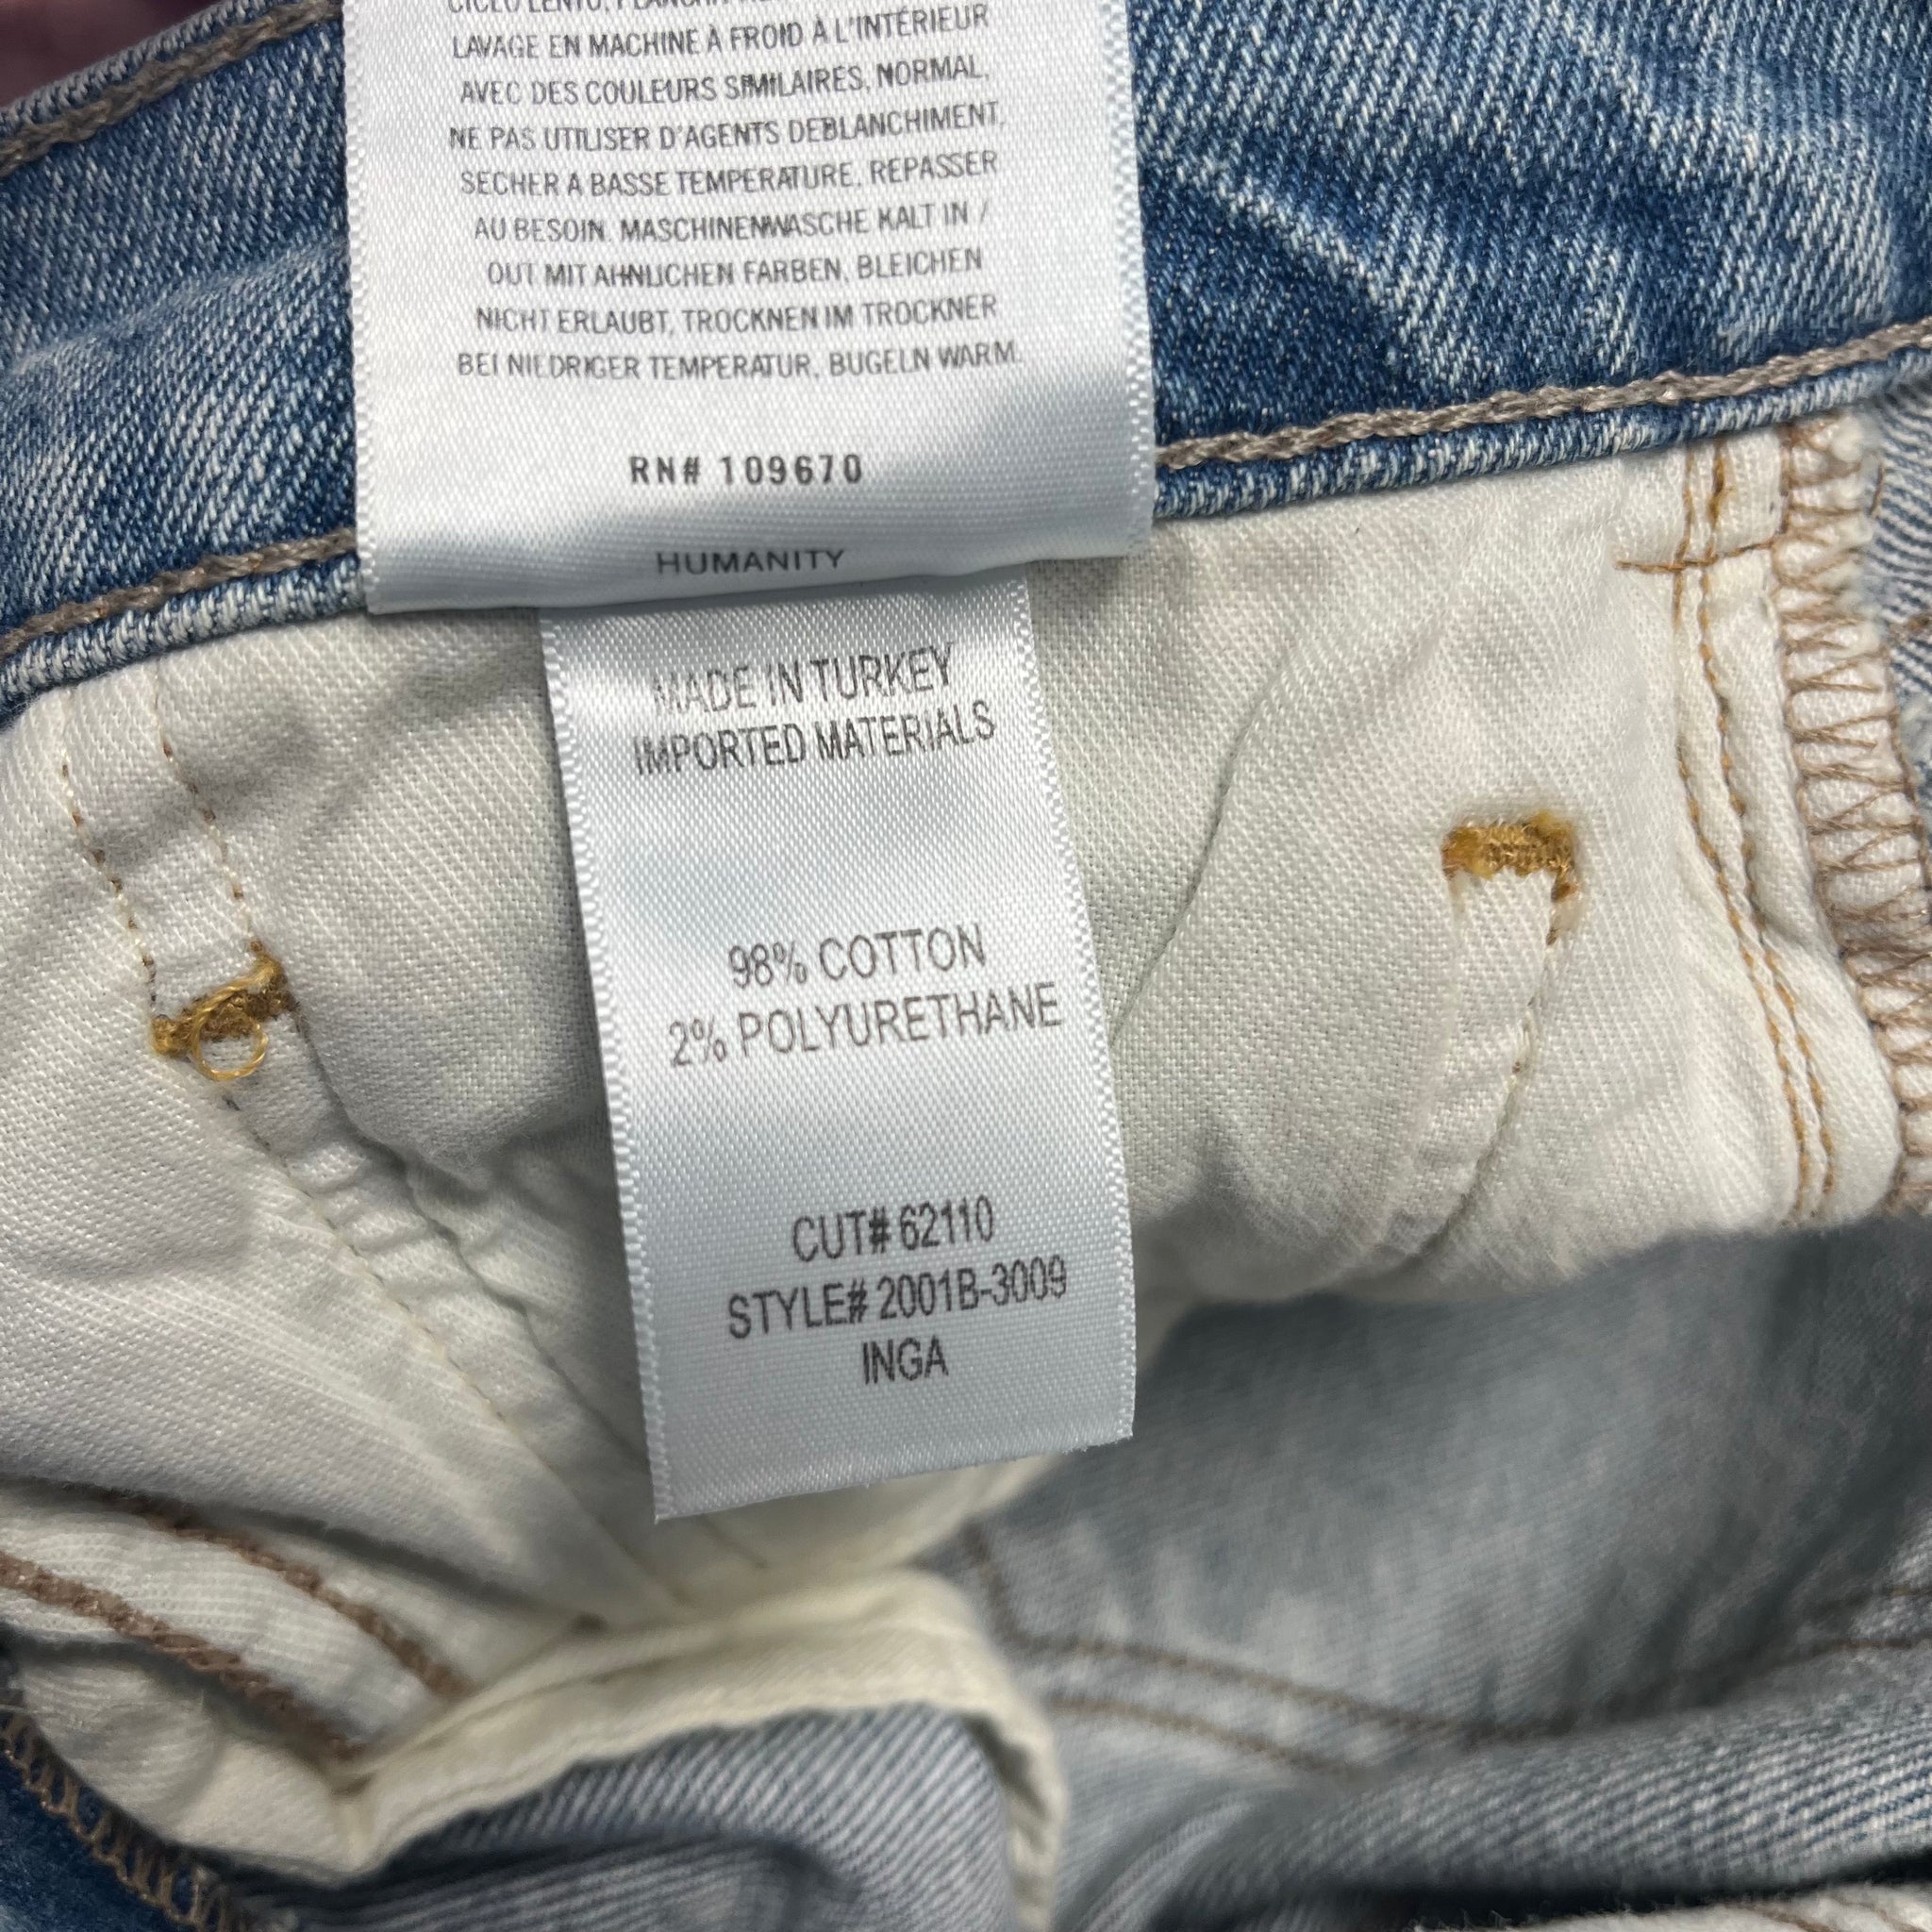 CICLO LENTO, PLANCHA
LAVAGE EN MACHINE À FROID À L'INTÉRIEUR
AVEC DES COULEURS SIMILAIRES, NORMAL,
NE PAS UTILISER D'AGENTS DEBLANCHIMENT,
SECHER A BASSE TEMPERATURE, REPASSER
AU BESOIN. MASCHINENWASCHE KALT IN /
OUT MIT AHNLICHEN FARBEN, BLEICHEN
NICHT ERLAUBT, TROCKNEN IM TROCKNER
BEI NIEDRIGER TEMPERATUR, BUGELN WARM.
RN# 109670
HUMANITY
MADE IN TURKEY
IMPORTED MATERIALS
98% COTTON
2% POLYURETHANE
CUT# 62110
STYLE# 2001B-3009
INGA